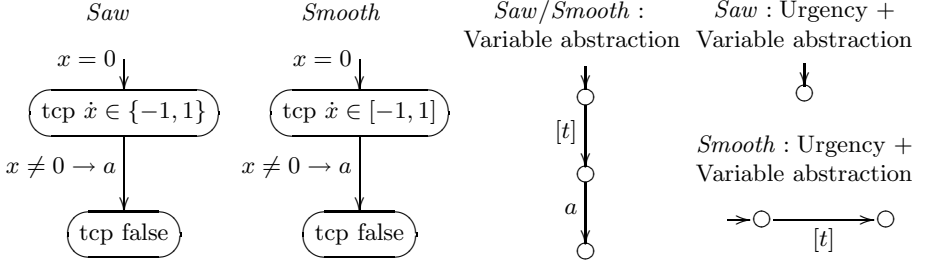 Saw
x = 0
tcp ẋ ∈ {−1, 1}
x ≠ 0 → a
tcp false
Smooth
x = 0
tcp ẋ ∈ [−1, 1]
x ≠ 0 → a
tcp false
Saw/Smooth :
Variable abstraction
[t]
a
Saw : Urgency +
Variable abstraction
Smooth : Urgency +
Variable abstraction
[t]